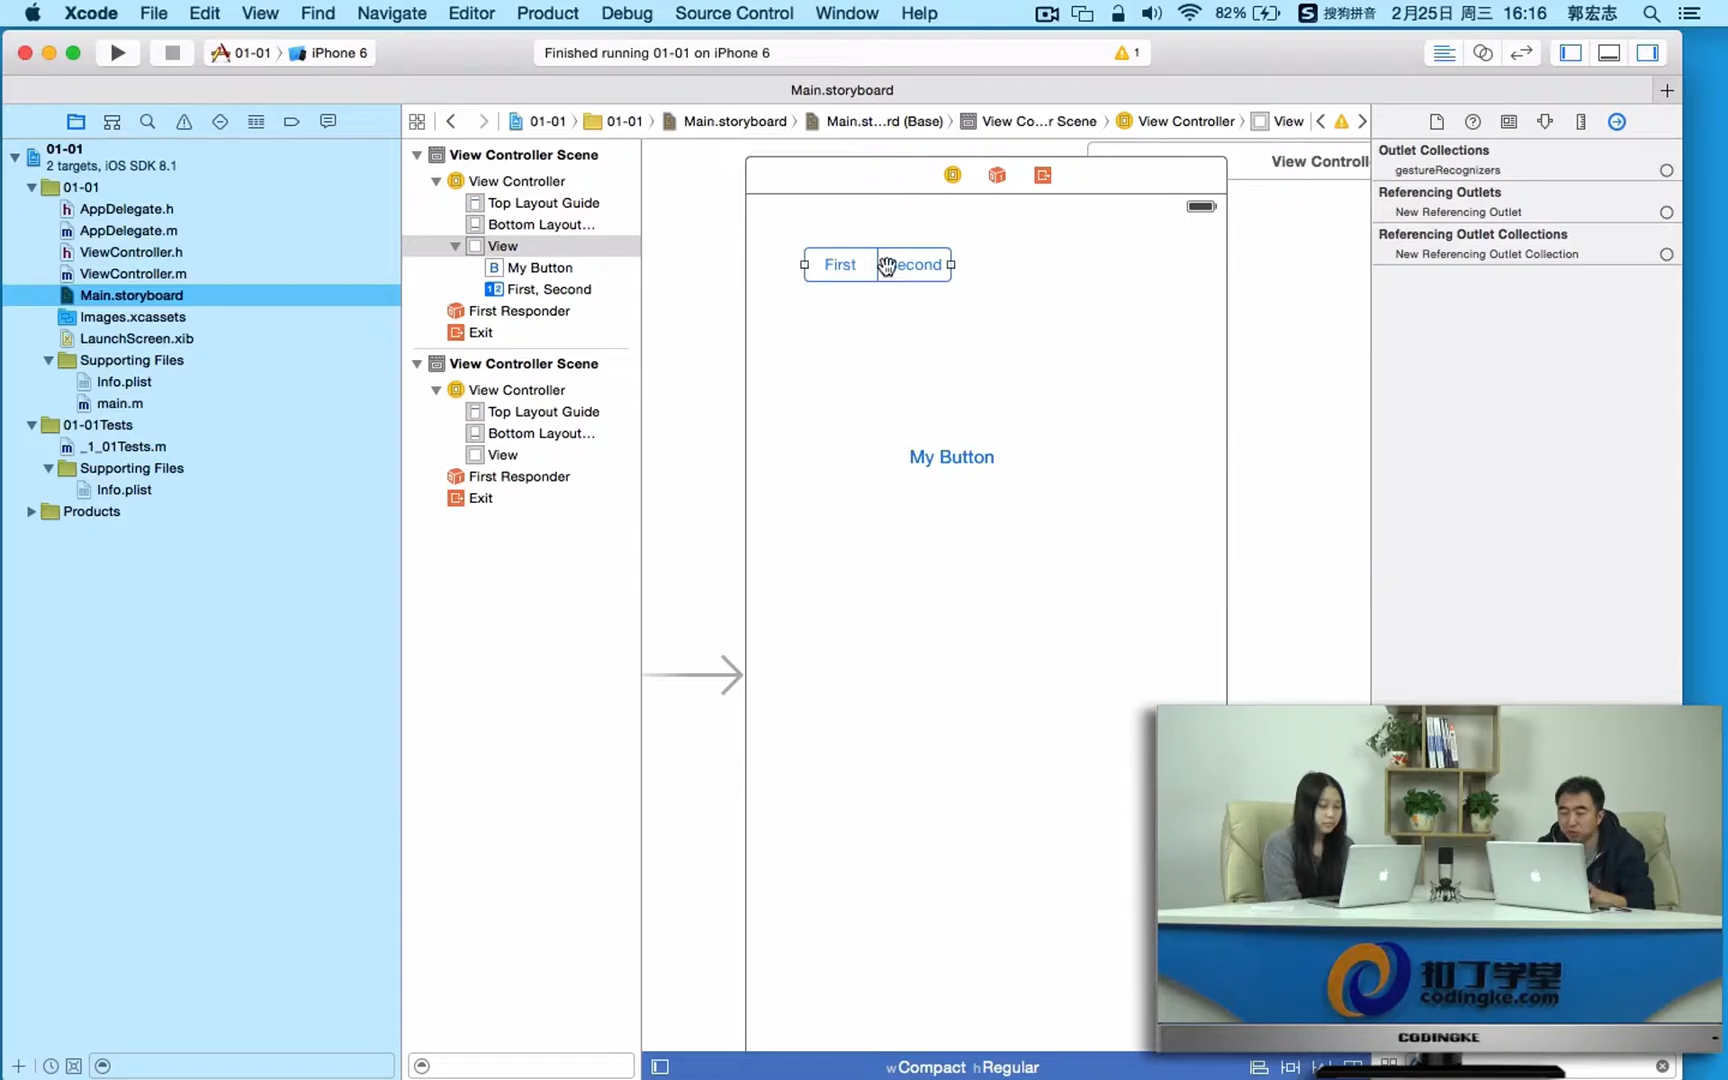 Xcode File Edit View Find Navigate Editor Product Debug Source Control Window Help 82% 搜狗拼音 2月25日 周三 16:16 郭宏志
01-01 iPhone 6 Finished running 01-01 on iPhone 6 1
Main.storyboard
01-01 01-01 Main.storyboard Main.st...rd (Base) View Co...r Scene View Controller View
01-01
2 targets, iOS SDK 8.1
01-01
AppDelegate.h
AppDelegate.m
ViewController.h
ViewController.m
Main.storyboard
Images.xcassets
LaunchScreen.xib
Supporting Files
Info.plist
main.m
01-01Tests
_1_01Tests.m
Supporting Files
Info.plist
Products
View Controller Scene
View Controller
Top Layout Guide
Bottom Layout...
View
My Button
First, Second
First Responder
Exit
View Controller Scene
View Controller
Top Layout Guide
Bottom Layout...
View
First Responder
Exit
View Controll
First
My Button
Outlet Collections
gestureRecognizers
Referencing Outlets
New Referencing Outlet
Referencing Outlet Collections
New Referencing Outlet Collection
wCompact hRegular
扣丁学堂
codingke.com
CODINGKE